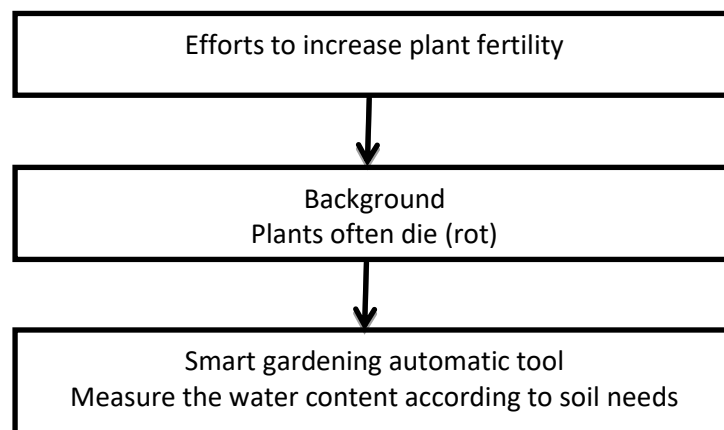 Efforts to increase plant fertility
Background
Plants often die (rot)
Smart gardening automatic tool
Measure the water content according to soil needs